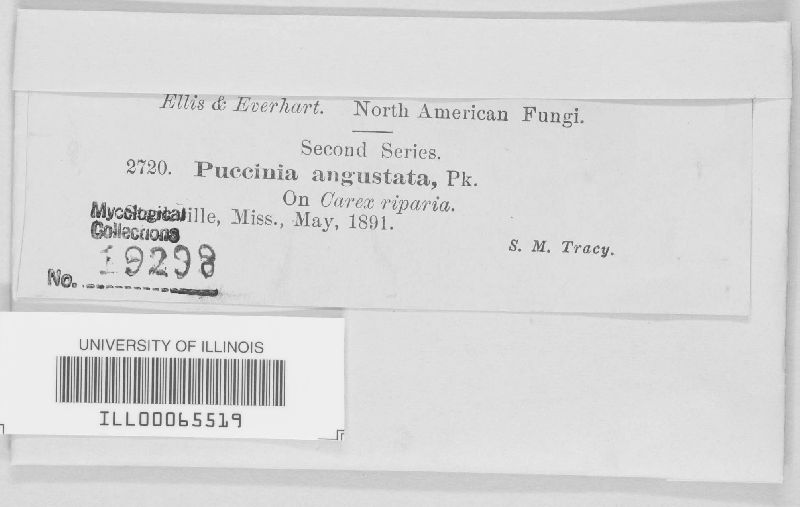 Ellis & Everhart. North American Fungi.
Second Series.
2720. Puccinia angustata, Pk.
On Carex riparia.
Miss., May, 1891.
S. M. Tracy.
Mycological
Collections
No. 19298
UNIVERSITY OF ILLINOIS
ILL00065519